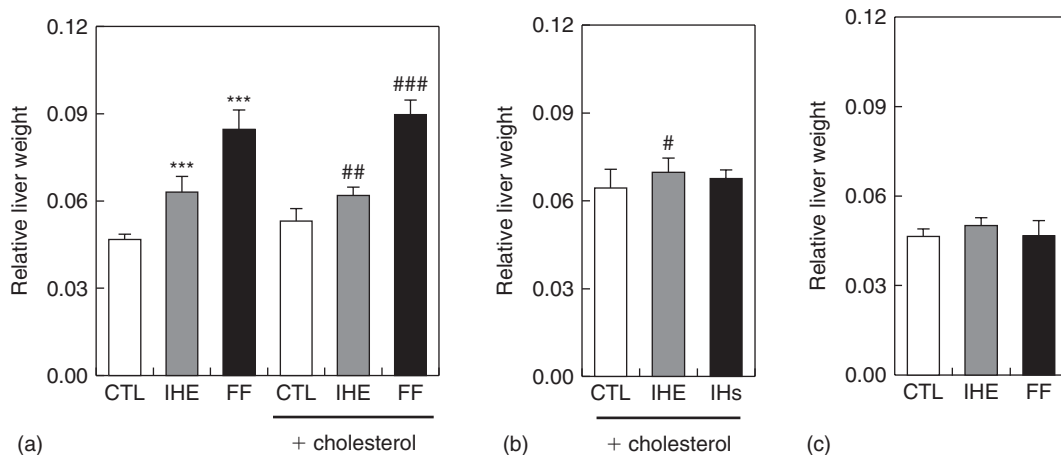 0.12
0.09
0.06
0.03
0.00
Relative liver weight
***
***
##
###
CTL IHE FF CTL IHE FF
+ cholesterol
(a)
0.12
0.09
0.06
0.03
0.00
Relative liver weight
#
CTL IHE IHs
+ cholesterol
(b)
0.12
0.09
0.06
0.03
0.00
Relative liver weight
CTL IHE FF
(c)